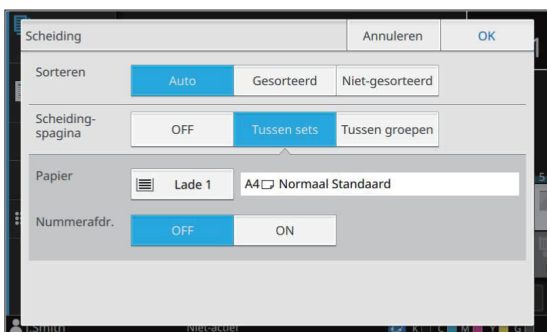 Scheiding
Annuleren
OK
Sorteren
Auto
Gesorteerd
Niet-gesorteerd
Scheiding-
spagina
OFF
Tussen sets
Tussen groepen
Papier
Lade 1
A4 Normaal Standaard
Nummerafdr.
OFF
ON
J.Smith
Niet-actief
K
C
M
Y
G